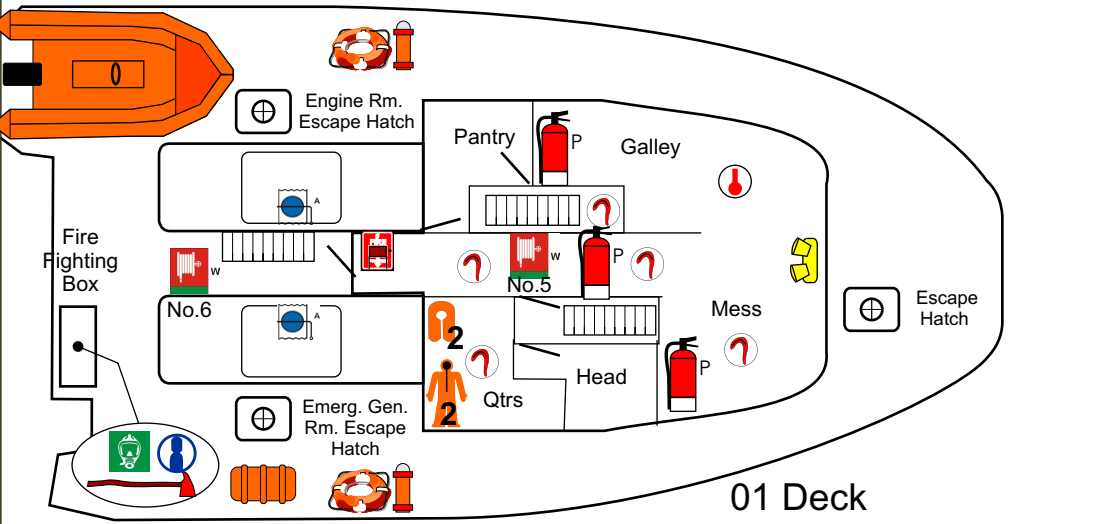 Engine Rm.
Escape Hatch
Pantry
P
Galley
A
Fire
Fighting
Box
W
No.6
W
No.5
P
Mess
Escape
Hatch
A
2
2
Qtrs
Head
P
Emerg. Gen.
Rm. Escape
Hatch
01 Deck